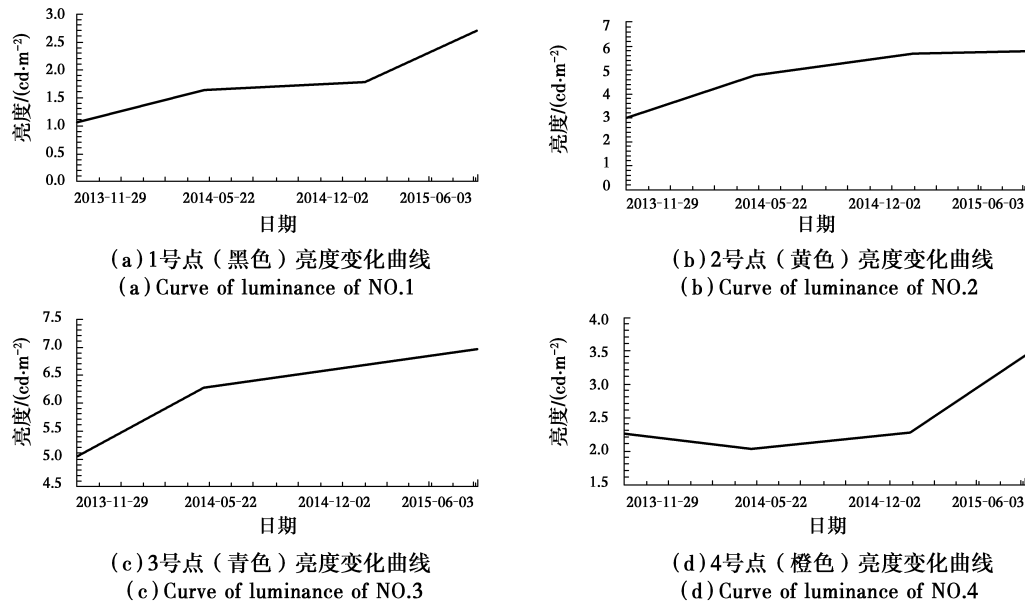 3.0
2.5
2.0
1.5
1.0
0.5
0.0
亮度/(cd·m⁻²)
2013-11-29 2014-05-22 2014-12-02 2015-06-03
日期
(a)1号点（黑色）亮度变化曲线
(a)Curve of luminance of NO.1
7
6
5
4
3
2
1
0
亮度/(cd·m⁻²)
2013-11-29 2014-05-22 2014-12-02 2015-06-03
日期
(b)2号点（黄色）亮度变化曲线
(b)Curve of luminance of NO.2
7.5
7.0
6.5
6.0
5.5
5.0
4.5
亮度/(cd·m⁻²)
2013-11-29 2014-05-22 2014-12-02 2015-06-03
日期
(c)3号点（青色）亮度变化曲线
(c)Curve of luminance of NO.3
4.0
3.5
3.0
2.5
2.0
1.5
亮度/(cd·m⁻²)
2013-11-29 2014-05-22 2014-12-02 2015-06-03
日期
(d)4号点（橙色）亮度变化曲线
(d)Curve of luminance of NO.4